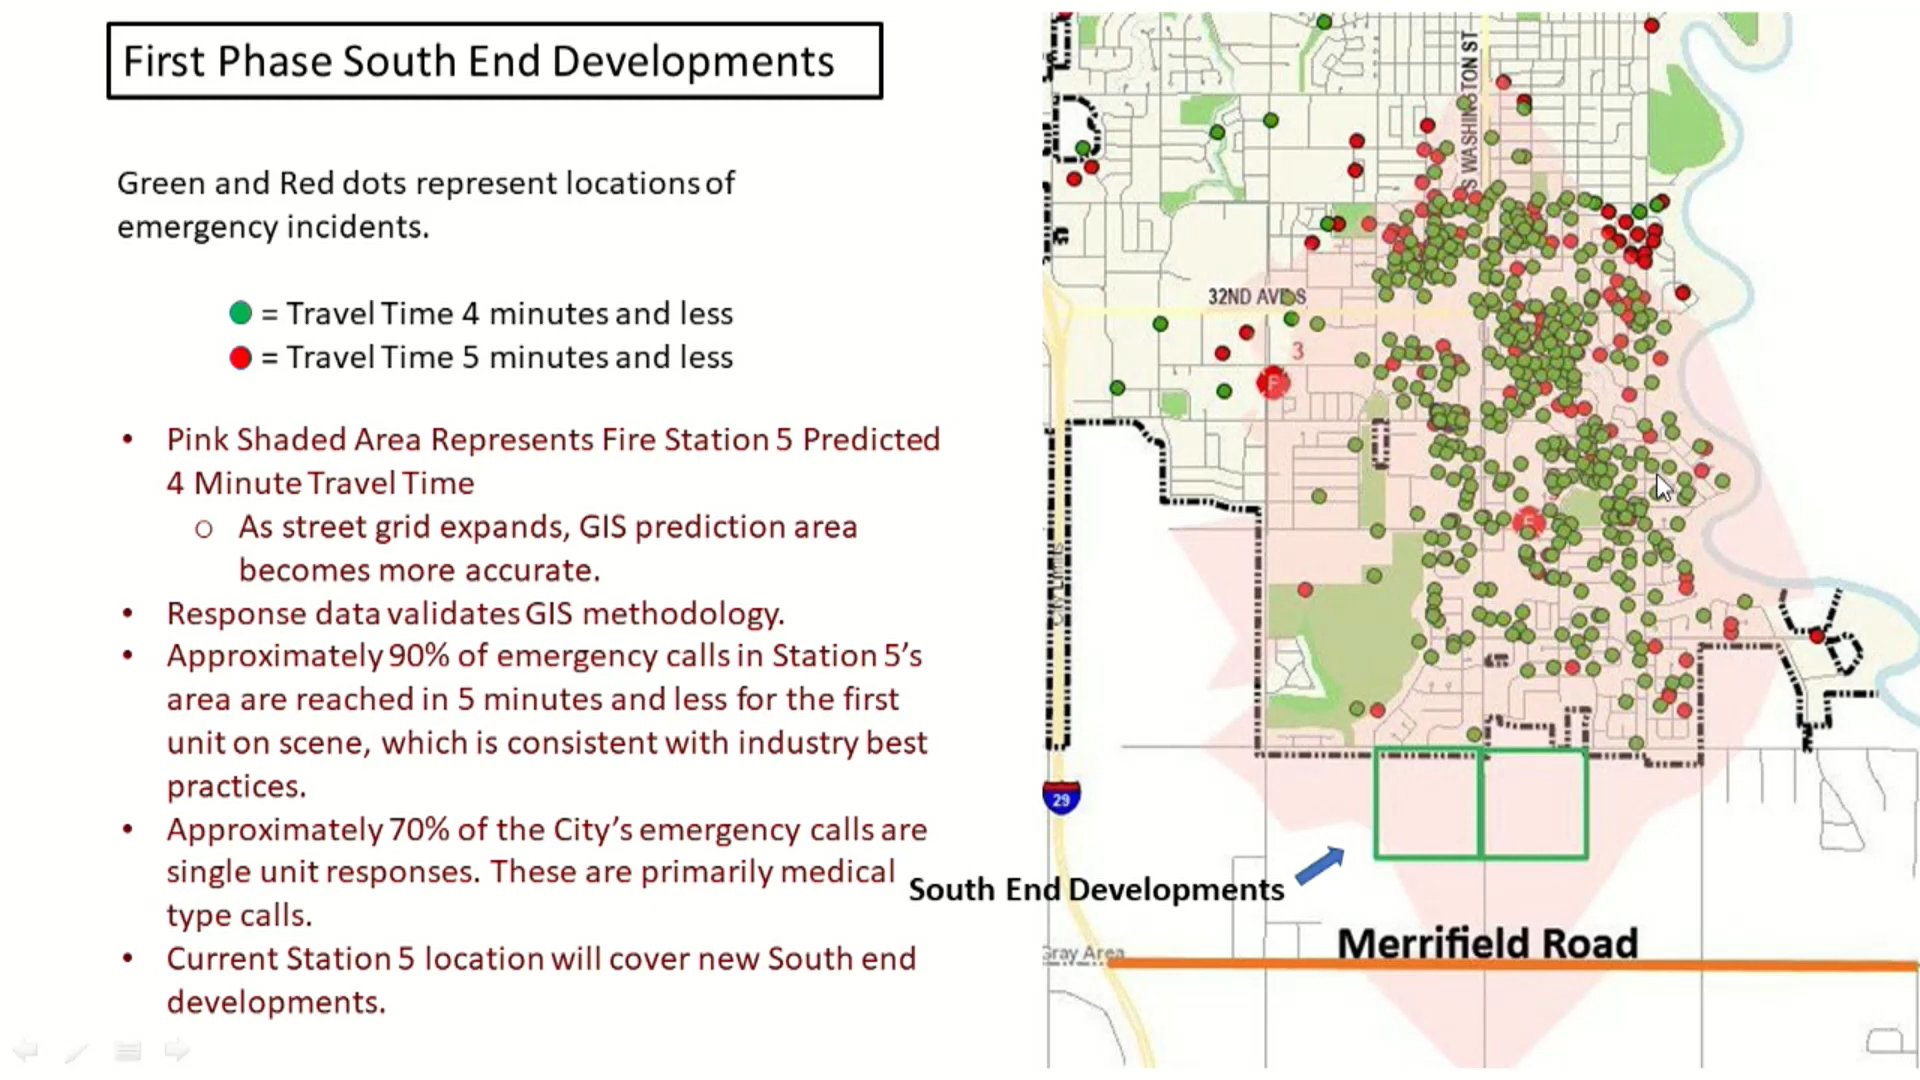 First Phase South End Developments
Green and Red dots represent locations of
emergency incidents.
= Travel Time 4 minutes and less
= Travel Time 5 minutes and less
• Pink Shaded Area Represents Fire Station 5 Predicted
4 Minute Travel Time
o As street grid expands, GIS prediction area
becomes more accurate.
• Response data validates GIS methodology.
• Approximately 90% of emergency calls in Station 5’s
area are reached in 5 minutes and less for the first
unit on scene, which is consistent with industry best
practices.
• Approximately 70% of the City’s emergency calls are
single unit responses. These are primarily medical
type calls.
• Current Station 5 location will cover new South end
developments.
S WASHINGTON ST
32ND AVE S
3
F
F
City Limits
29
South End Developments
Merrifield Road
Gray Area